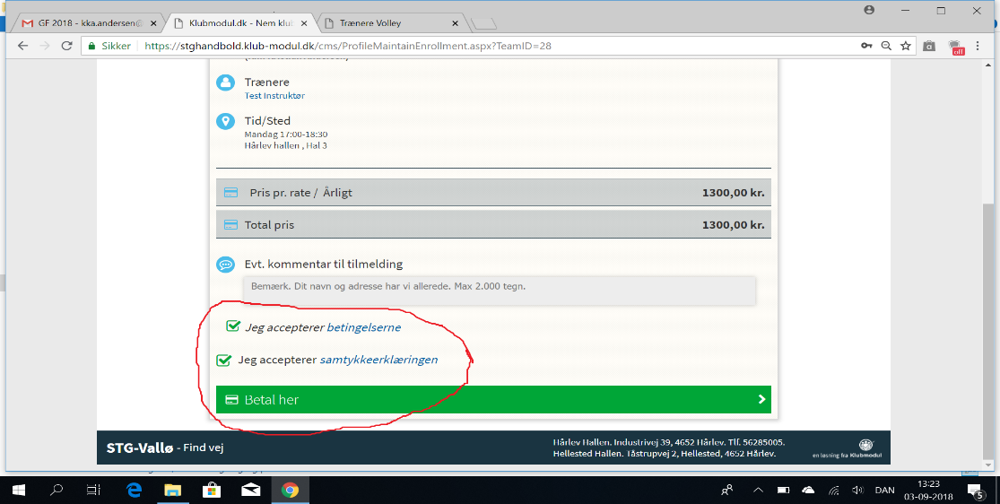 GF 2018 - kka.andersen@
Klubmodul.dk - Nem klub
Trænere Volley
Sikker
https://stghandbold.klub-modul.dk/cms/ProfileMaintainEnrollment.aspx?TeamID=28
off
Trænere
Test Instruktør
Tid/Sted
Mandag 17:00-18:30
Hårlev hallen , Hal 3
Pris pr. rate / Årligt 1300,00 kr.
Total pris 1300,00 kr.
Evt. kommentar til tilmelding
Bemærk. Dit navn og adresse har vi allerede. Max 2.000 tegn.
Jeg accepterer betingelserne
Jeg accepterer samtykkeerklæringen
Betal her
STG-Vallø - Find vej
Hårlev Hallen. Industrivej 39, 4652 Hårlev. Tlf. 56285005.
Hellested Hallen. Tåstrupvej 2, Hellested, 4652 Hårlev.
en løsning fra Klubmodul
DAN
13:23
03-09-2018
5